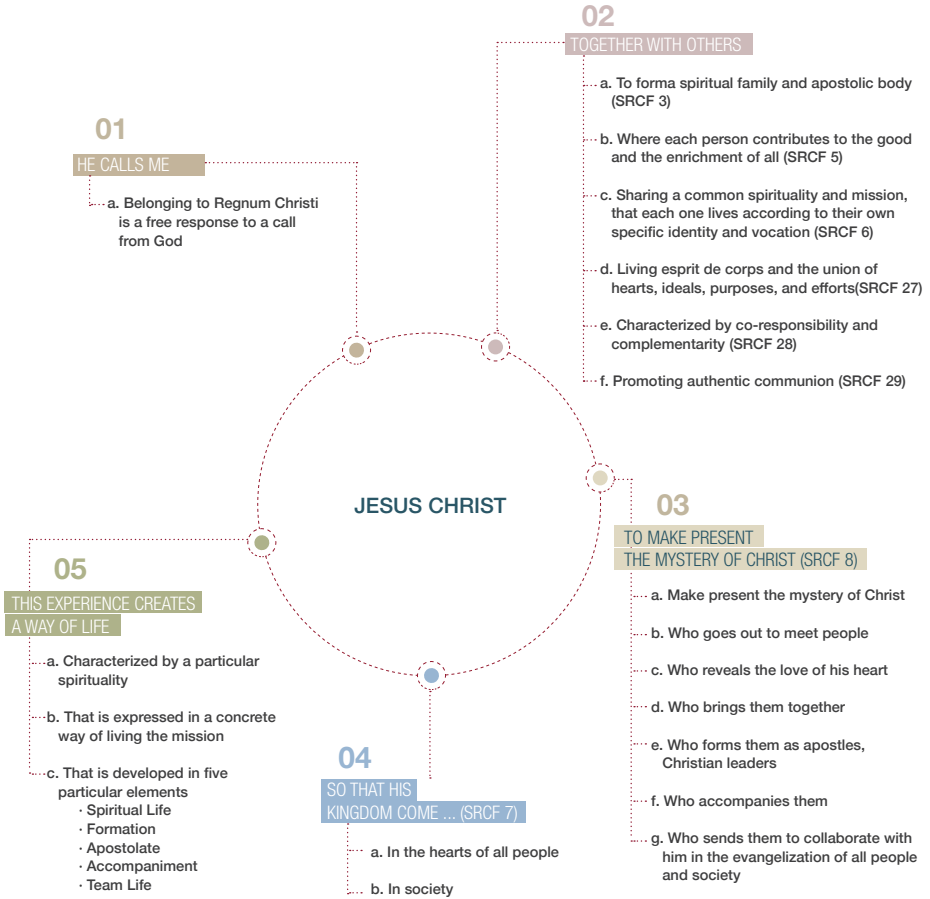 01
HE CALLS ME
a. Belonging to Regnum Christi
is a free response to a call
from God
02
TOGETHER WITH OTHERS
a. To forma spiritual family and apostolic body
(SRCF 3)
b. Where each person contributes to the good
and the enrichment of all (SRCF 5)
c. Sharing a common spirituality and mission,
that each one lives according to their own
specific identity and vocation (SRCF 6)
d. Living esprit de corps and the union of
hearts, ideals, purposes, and efforts(SRCF 27)
e. Characterized by co-responsibility and
complementarity (SRCF 28)
f. Promoting authentic communion (SRCF 29)
JESUS CHRIST
03
TO MAKE PRESENT
THE MYSTERY OF CHRIST (SRCF 8)
a. Make present the mystery of Christ
b. Who goes out to meet people
c. Who reveals the love of his heart
d. Who brings them together
e. Who forms them as apostles,
Christian leaders
f. Who accompanies them
g. Who sends them to collaborate with
him in the evangelization of all people
and society
04
SO THAT HIS
KINGDOM COME ... (SRCF 7)
a. In the hearts of all people
b. In society
05
THIS EXPERIENCE CREATES
A WAY OF LIFE
a. Characterized by a particular
spirituality
b. That is expressed in a concrete
way of living the mission
c. That is developed in five
particular elements
· Spiritual Life
· Formation
· Apostolate
· Accompaniment
· Team Life